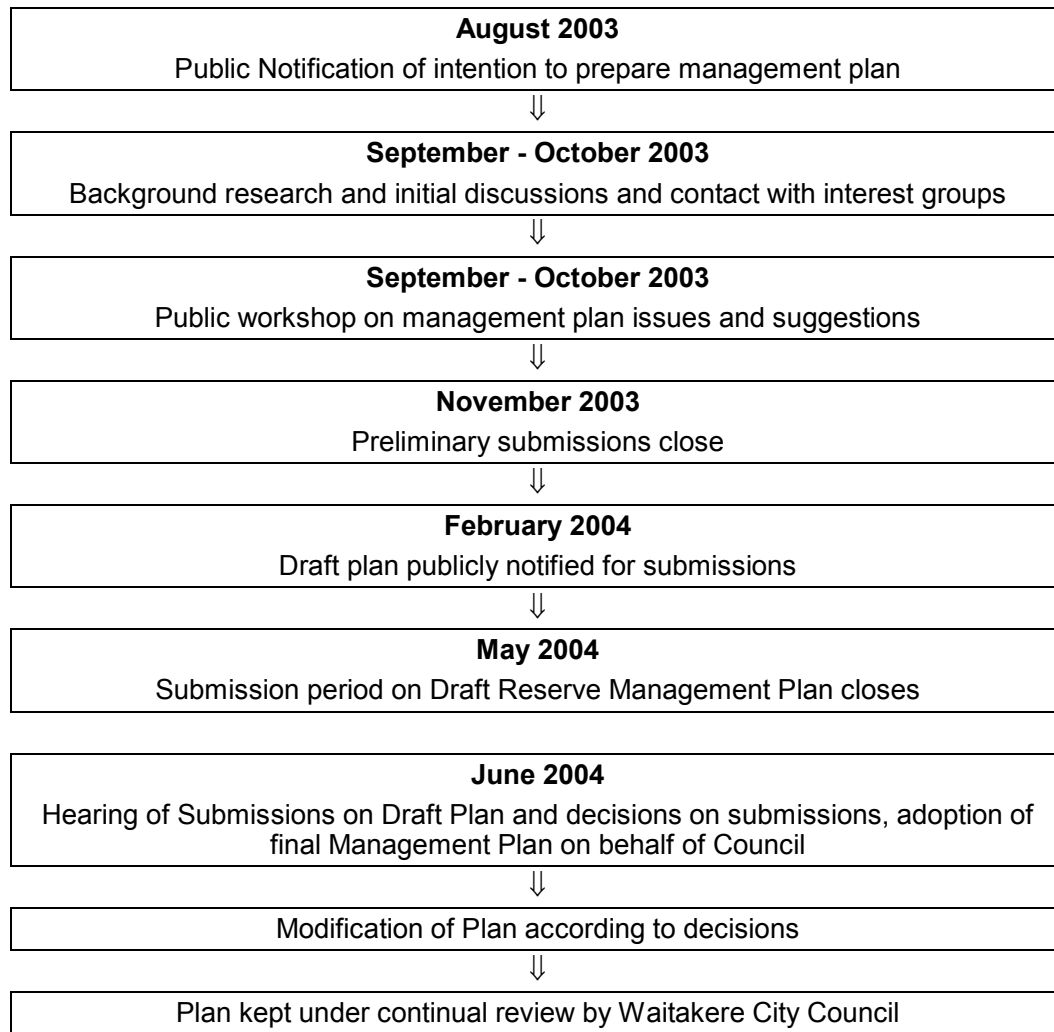 August 2003
Public Notification of intention to prepare management plan
⇓
September - October 2003
Background research and initial discussions and contact with interest groups
⇓
September - October 2003
Public workshop on management plan issues and suggestions
⇓
November 2003
Preliminary submissions close
⇓
February 2004
Draft plan publicly notified for submissions
⇓
May 2004
Submission period on Draft Reserve Management Plan closes
June 2004
Hearing of Submissions on Draft Plan and decisions on submissions, adoption of
final Management Plan on behalf of Council
⇓
Modification of Plan according to decisions
⇓
Plan kept under continual review by Waitakere City Council